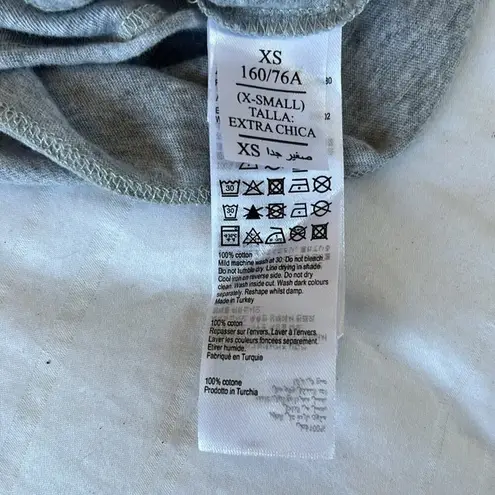 XS
160/76A
(X-SMALL)
TALLA:
EXTRA CHICA
XS صغير جدا
30
30
100% cotton
Mild machine wash at 30. Do not bleach
Do not tumble dry. Line drying in shade.
Cool iron on reverse side. Do not dry
clean. Wash inside out. Wash dark colours
separately. Reshape whilst damp.
Made in Turkey
100% coton
Repasser sur l'envers. Laver à l'envers.
Laver les couleurs foncées separément.
Etirer humide.
Fabriqué en Turquie
100% cotone
Prodotto in Turchia